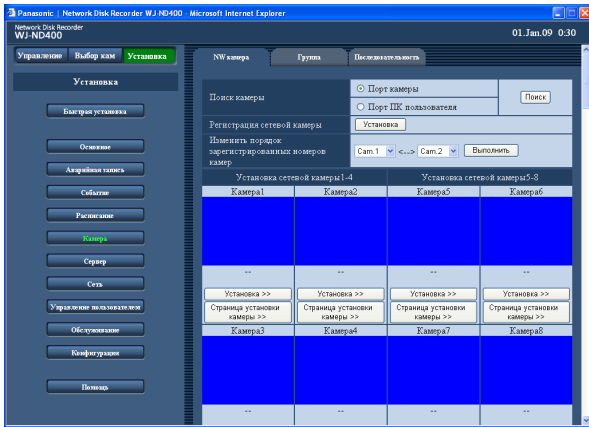 Panasonic | Network Disk Recorder WJ-ND400 - Microsoft Internet Explorer
Network Disk Recorder
WJ-ND400
01.Jan.09 0:30
Управление Выбор кам Установка
Установка
Быстрая установка
Основное
Аварийная запись
Событие
Расписание
Камера
Сервер
Сеть
Управление пользователем
Обслуживание
Конфигурация
Помощь
NW камера Группа Последовательность
Поиск камеры
Порт камеры
Порт ПК пользователя
Поиск
Регистрация сетевой камеры
Установка
Изменить порядок
зарегистрированных номеров
камер
Cam.1 <--> Cam.2 Выполнить
Установка сетевой камеры1-4 Установка сетевой камеры5-8
Камера1 Камера2 Камера5 Камера6
-- -- -- --
Установка >> Установка >> Установка >> Установка >>
Страница установки Страница установки Страница установки Страница установки
камеры >> камеры >> камеры >> камеры >>
Камера3 Камера4 Камера7 Камера8
-- -- -- --